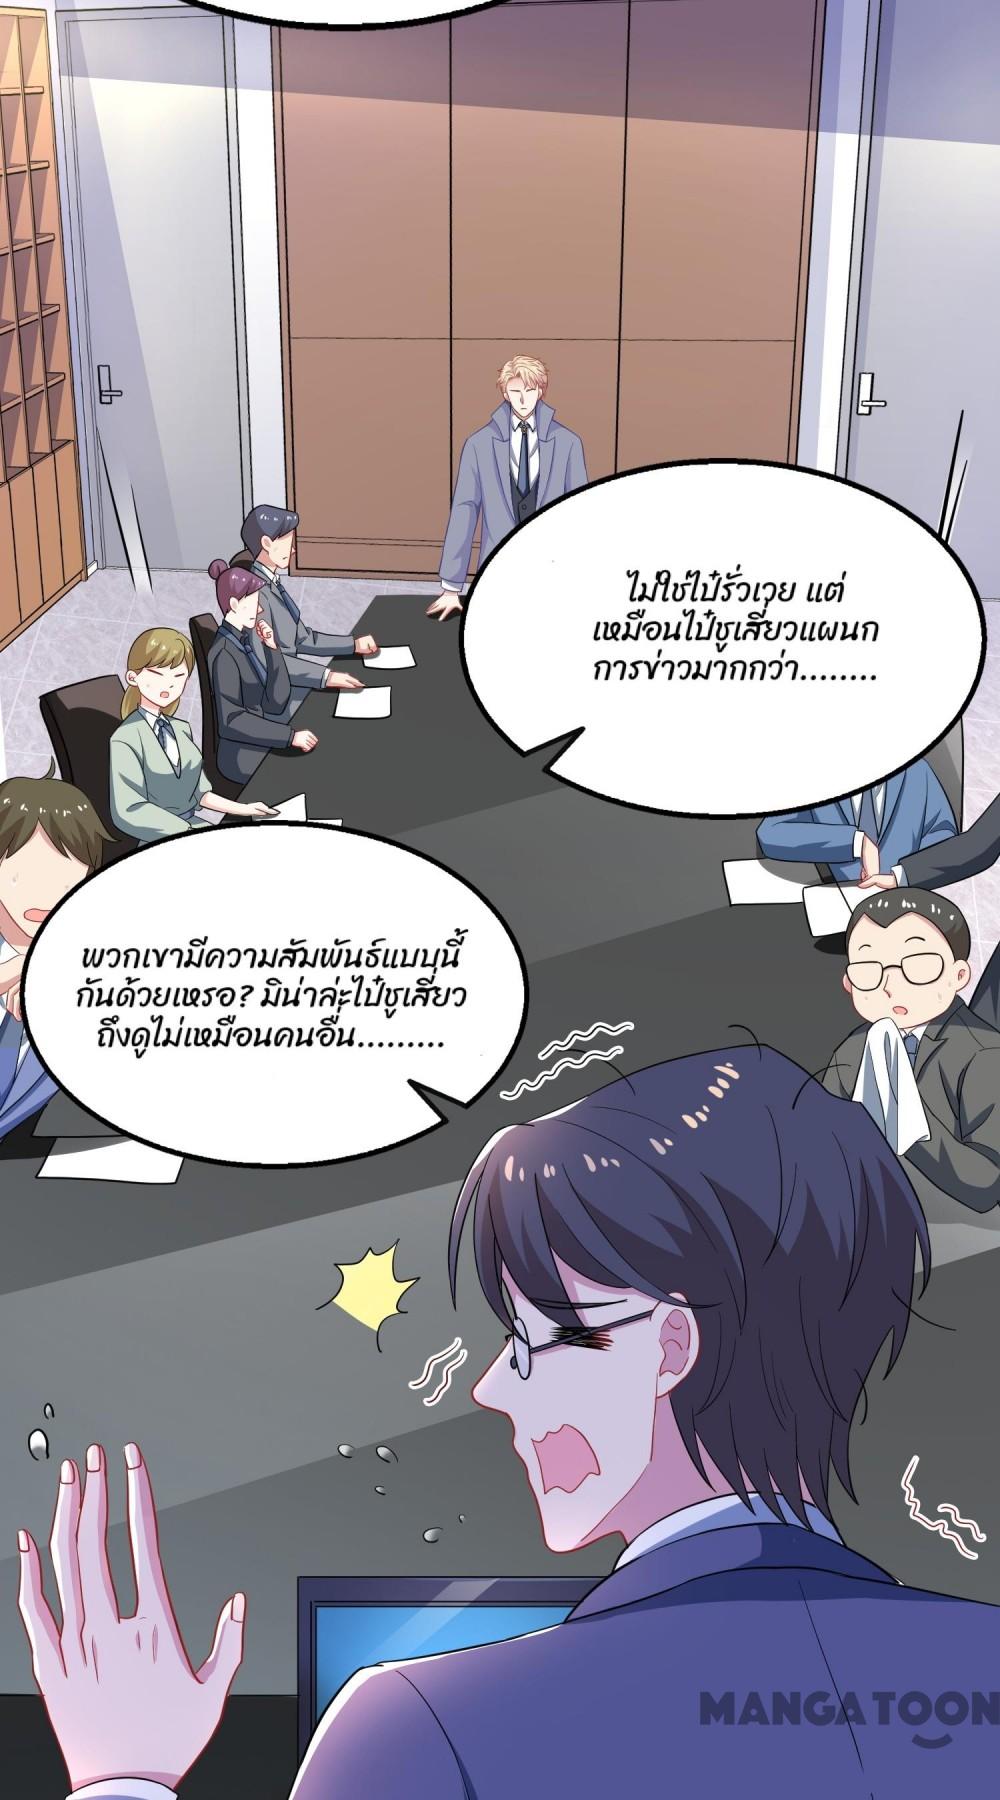 ไม่ใช่ไป๋รั่วเวย แต่
เหมือนไป๋ชูเสี่ยวแผนก
การข่าวมากกว่า........
พวกเขามีความสัมพันธ์แบบนี้
กันด้วยเหรอ? มิน่าล่ะไป๋ชูเสี่ยว
ถึงดูไม่เหมือนคนอื่น.........
MANGATOON